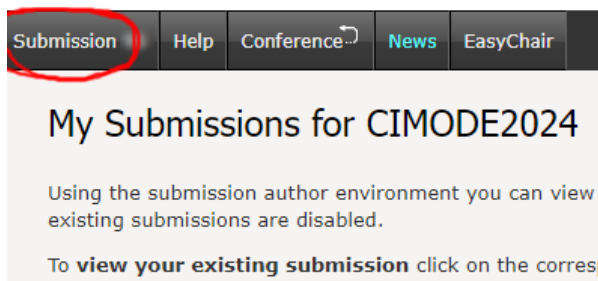 Submission Help Conference News EasyChair
My Submissions for CIMODE2024
Using the submission author environment you can view
existing submissions are disabled.
To view your existing submission click on the